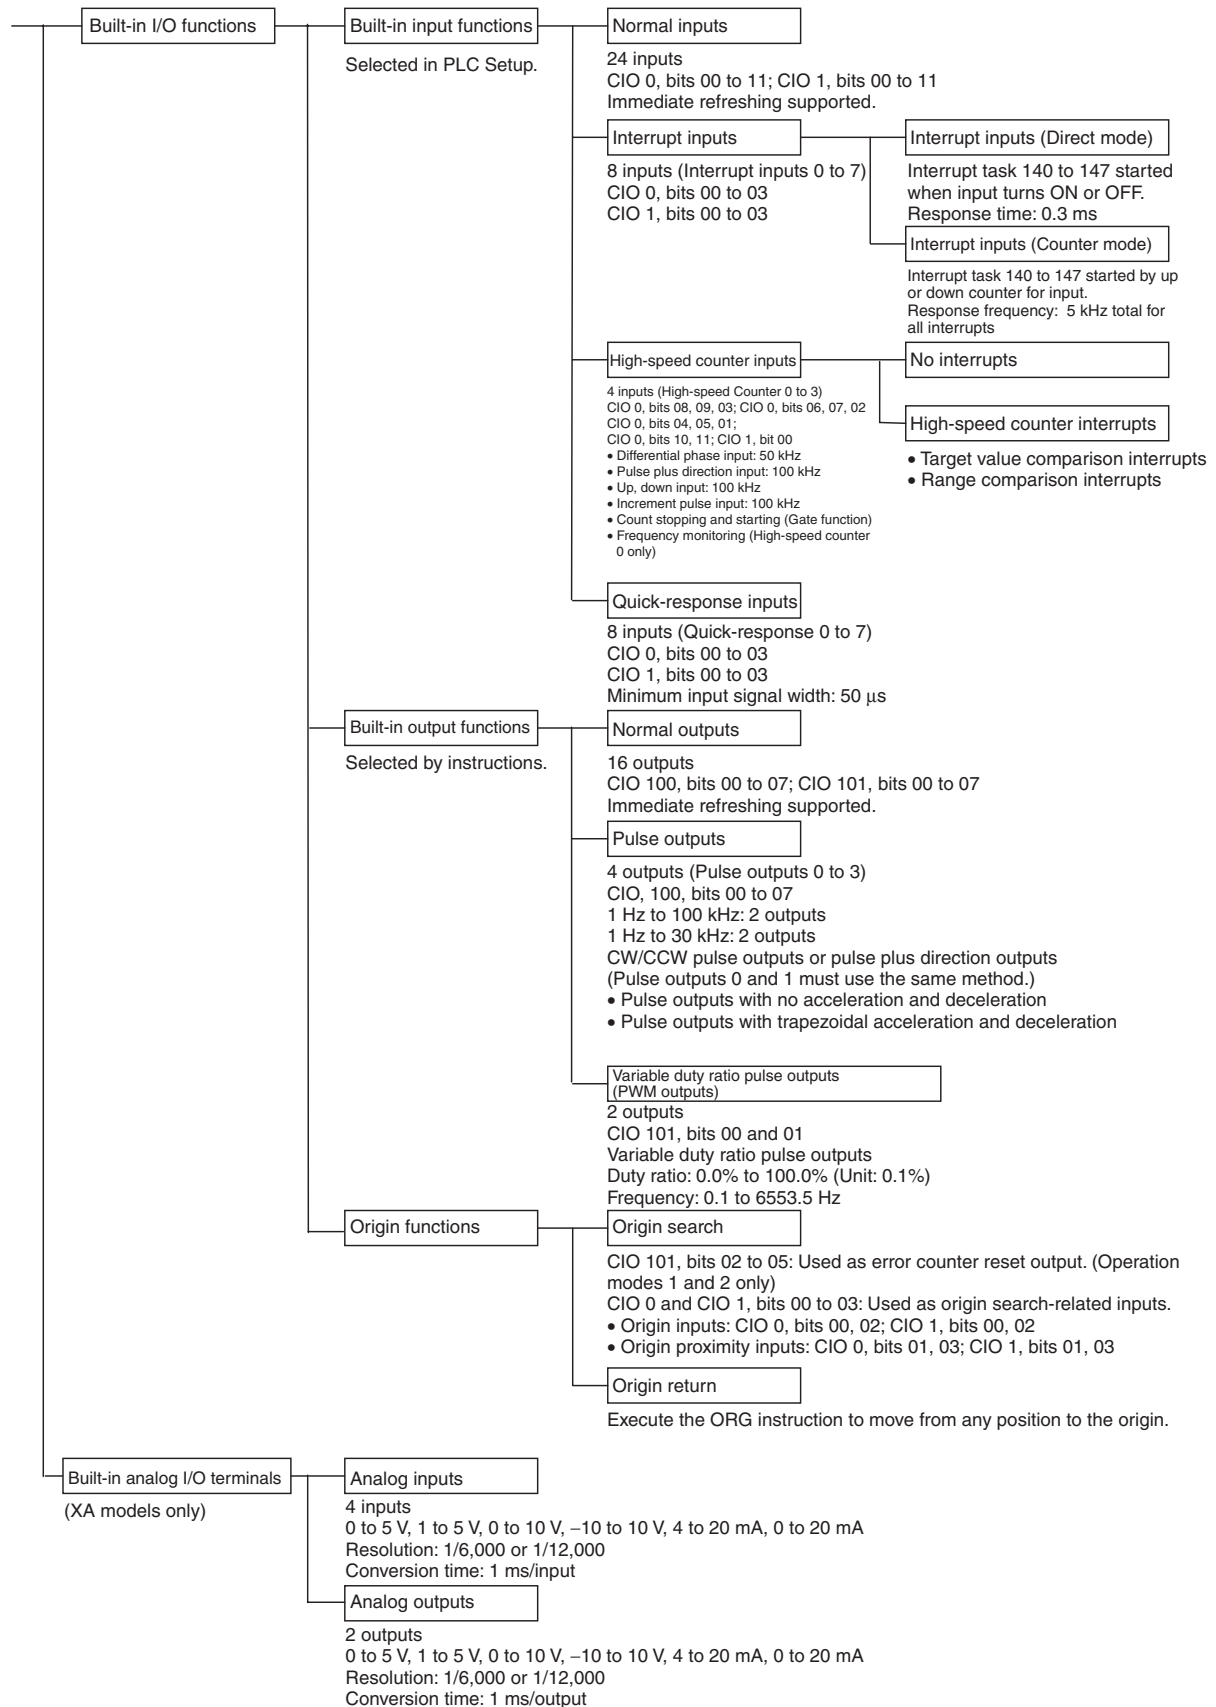 Built-in I/O functions
Built-in input functions
Selected in PLC Setup.
Normal inputs
24 inputs
CIO 0, bits 00 to 11; CIO 1, bits 00 to 11
Immediate refreshing supported.
Interrupt inputs
8 inputs (Interrupt inputs 0 to 7)
CIO 0, bits 00 to 03
CIO 1, bits 00 to 03
Interrupt inputs (Direct mode)
Interrupt task 140 to 147 started
when input turns ON or OFF.
Response time: 0.3 ms
Interrupt inputs (Counter mode)
Interrupt task 140 to 147 started by up
or down counter for input.
Response frequency:  5 kHz total for
all interrupts
High-speed counter inputs
4 inputs (High-speed Counter 0 to 3)
CIO 0, bits 08, 09, 03; CIO 0, bits 06, 07, 02
CIO 0, bits 04, 05, 01;
CIO 0, bits 10, 11; CIO 1, bit 00
• Differential phase input: 50 kHz
• Pulse plus direction input: 100 kHz
• Up, down input: 100 kHz
• Increment pulse input: 100 kHz
• Count stopping and starting (Gate function)
• Frequency monitoring (High-speed counter
0 only)
No interrupts
High-speed counter interrupts
• Target value comparison interrupts
• Range comparison interrupts
Quick-response inputs
8 inputs (Quick-response 0 to 7)
CIO 0, bits 00 to 03
CIO 1, bits 00 to 03
Minimum input signal width: 50 μs
Built-in output functions
Selected by instructions.
Normal outputs
16 outputs
CIO 100, bits 00 to 07; CIO 101, bits 00 to 07
Immediate refreshing supported.
Pulse outputs
4 outputs (Pulse outputs 0 to 3)
CIO, 100, bits 00 to 07
1 Hz to 100 kHz: 2 outputs
1 Hz to 30 kHz: 2 outputs
CW/CCW pulse outputs or pulse plus direction outputs
(Pulse outputs 0 and 1 must use the same method.)
• Pulse outputs with no acceleration and deceleration
• Pulse outputs with trapezoidal acceleration and deceleration
Variable duty ratio pulse outputs
(PWM outputs)
2 outputs
CIO 101, bits 00 and 01
Variable duty ratio pulse outputs
Duty ratio: 0.0% to 100.0% (Unit: 0.1%)
Frequency: 0.1 to 6553.5 Hz
Origin functions
Origin search
CIO 101, bits 02 to 05: Used as error counter reset output. (Operation
modes 1 and 2 only)
CIO 0 and CIO 1, bits 00 to 03: Used as origin search-related inputs.
• Origin inputs: CIO 0, bits 00, 02; CIO 1, bits 00, 02
• Origin proximity inputs: CIO 0, bits 01, 03; CIO 1, bits 01, 03
Origin return
Execute the ORG instruction to move from any position to the origin.
Built-in analog I/O terminals
(XA models only)
Analog inputs
4 inputs
0 to 5 V, 1 to 5 V, 0 to 10 V, −10 to 10 V, 4 to 20 mA, 0 to 20 mA
Resolution: 1/6,000 or 1/12,000
Conversion time: 1 ms/input
Analog outputs
2 outputs
0 to 5 V, 1 to 5 V, 0 to 10 V, −10 to 10 V, 4 to 20 mA, 0 to 20 mA
Resolution: 1/6,000 or 1/12,000
Conversion time: 1 ms/output